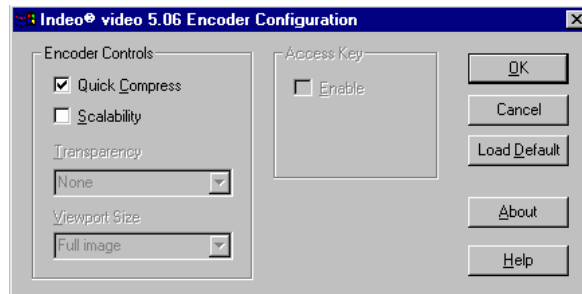 Indeo® video 5.06 Encoder Configuration
Encoder Controls
Quick Compress
Scalability
Transparency
None
Viewport Size
Full image
Access Key
Enable
OK
Cancel
Load Default
About
Help